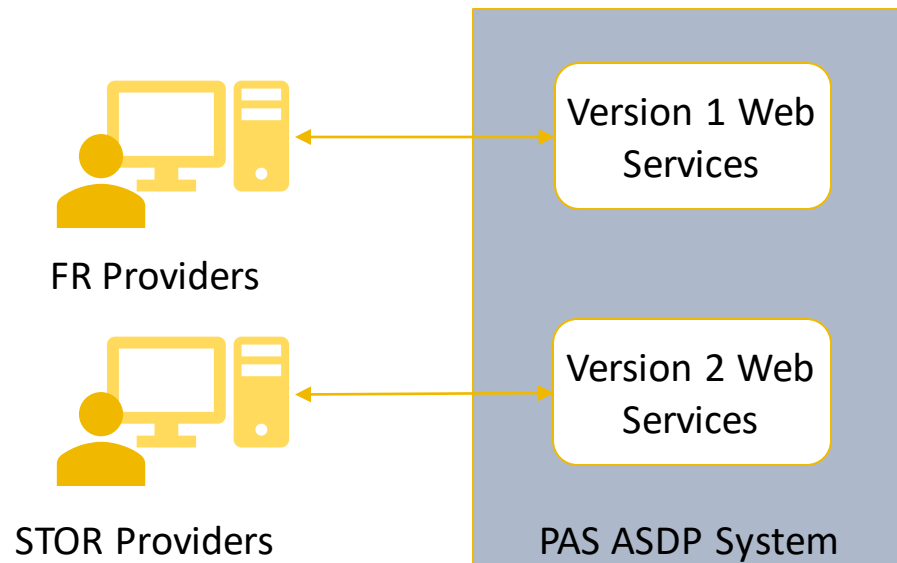 Version 1 Web
Services
FR Providers
Version 2 Web
Services
STOR Providers
PAS ASDP System